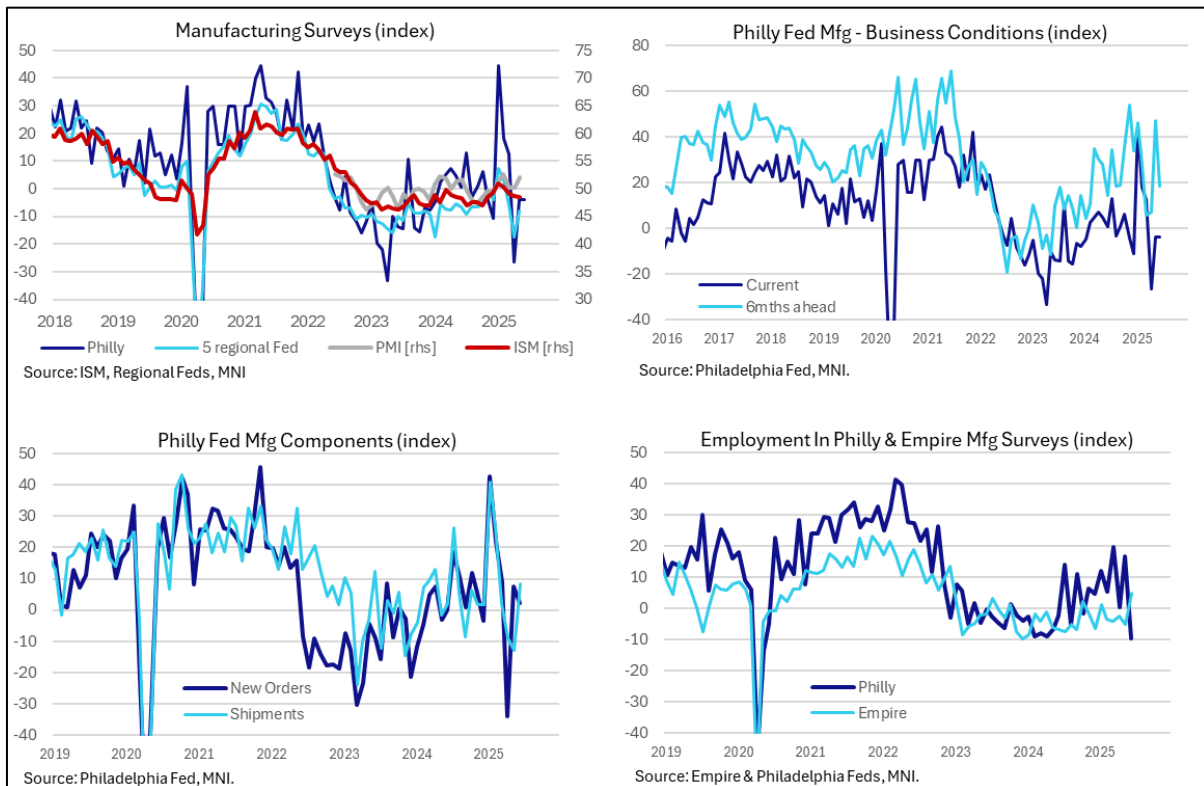 Manufacturing Surveys (index)
50
40
30
20
10
0
-10
-20
-30
-40
75
70
65
60
55
50
45
40
35
30
2018 2019 2020 2021 2022 2023 2024 2025
Philly 5 regional Fed PMI [rhs] ISM [rhs]
Source: ISM, Regional Feds, MNI
Philly Fed Mfg - Business Conditions (index)
80
60
40
20
0
-20
-40
Current
6mths ahead
2016 2017 2018 2019 2020 2021 2022 2023 2024 2025
Source: Philadelphia Fed, MNI.
Philly Fed Mfg Components (index)
50
40
30
20
10
0
-10
-20
-30
-40
New Orders
Shipments
2019 2020 2021 2022 2023 2024 2025
Source: Philadelphia Fed, MNI.
Employment In Philly & Empire Mfg Surveys (index)
50
40
30
20
10
0
-10
-20
-30
-40
Philly
Empire
2019 2020 2021 2022 2023 2024 2025
Source: Empire & Philadelphia Feds, MNI.